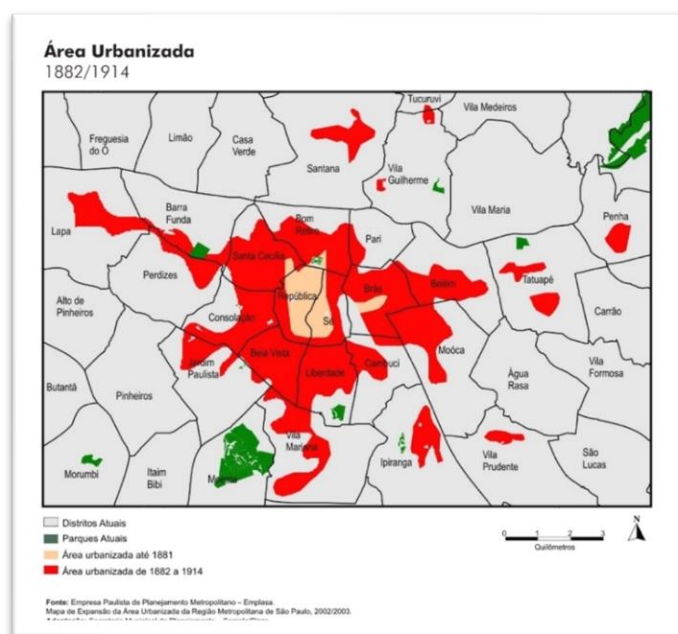 Área Urbanizada
1882/1914
Tucuruvi
Vila Medeiros
Freguesia
do Ó
Limão
Casa
Verde
Santana
Vila
Guilherme
Vila Maria
Penha
Lapa
Barra
Funda
Bom
Retiro
Pari
Santa Cecília
Perdizes
Brás
Belém
Tatuapé
República
Sé
Consolação
Alto de
Pinheiros
Carrão
Jardim
Paulista
Bela Vista
Liberdade
Cambuci
Moóca
Água
Rasa
Vila
Formosa
Butantã
Pinheiros
Morumbi
Itaim
Bibi
Moema
Vila
Mariana
Ipiranga
Vila
Prudente
São
Lucas
Distritos Atuais
Parques Atuais
Área urbanizada até 1881
Área urbanizada de 1882 a 1914
0 1 2 3
Quilômetros
N
Fonte: Empresa Paulista de Planejamento Metropolitano – Emplasa.
Mapa de Expansão da Área Urbanizada da Região Metropolitana de São Paulo, 2002/2003.